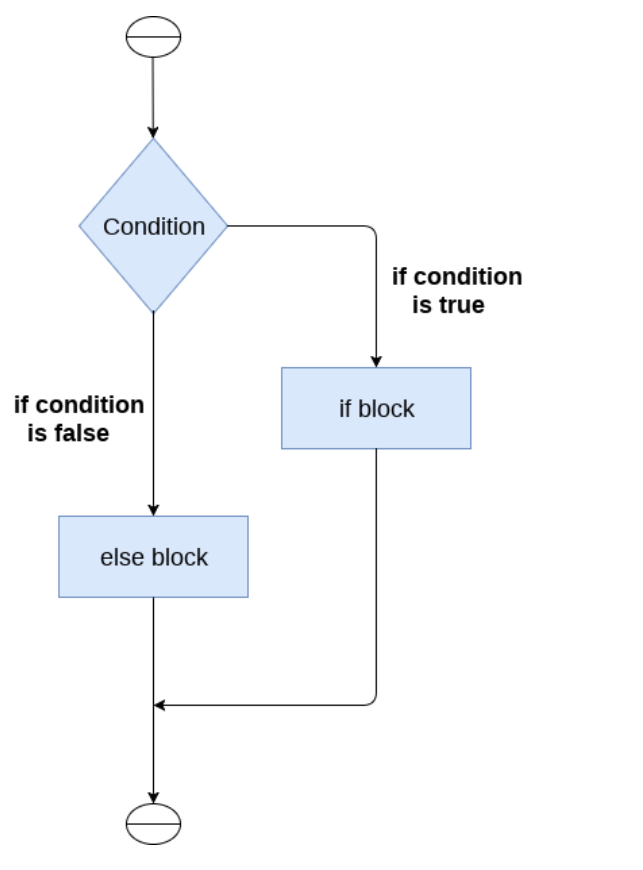 Condition
if condition
is true
if block
if condition
is false
else block